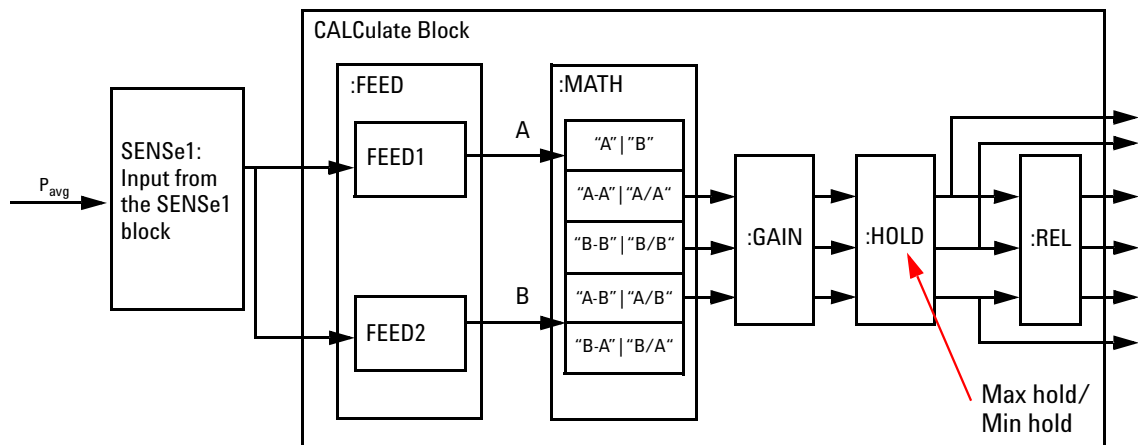 CALCulate Block
:FEED
:MATH
SENSe1:
Input from
the SENSe1
block
Pavg
FEED1
A
“A”|”B”
“A-A”|“A/A“
“B-B”|“B/B“
“A-B”|“A/B“
“B-A”|“B/A“
FEED2
B
:GAIN
:HOLD
:REL
Max hold/
Min hold